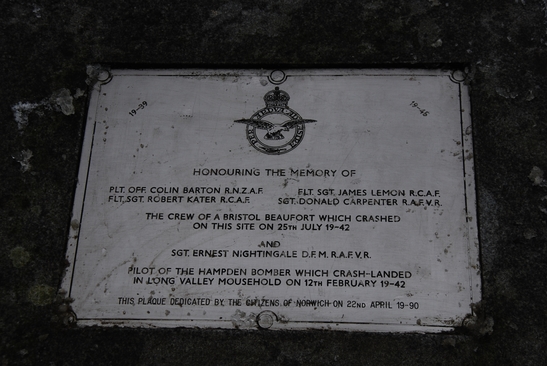 19-39
19-45
HONOURING THE MEMORY OF
PLT. OFF. COLIN BARTON R.N.Z.A.F. FLT. SGT. JAMES LEMON R.C.A.F.
FLT. SGT. ROBERT KATER R.C.A.F. SGT. DONALD CARPENTER R.A.F.V.R.
THE CREW OF A BRISTOL BEAUFORT WHICH CRASHED
ON THIS SITE ON 25TH JULY 19-42
AND
SGT. ERNEST NIGHTINGALE D.F.M. R.A.F.V.R.
PILOT OF THE HAMPDEN BOMBER WHICH CRASH-LANDED
IN LONG VALLEY MOUSEHOLD ON 12TH FEBRUARY 19-42
THIS PLAQUE DEDICATED BY THE CITIZENS OF NORWICH ON 22ND APRIL 19-90